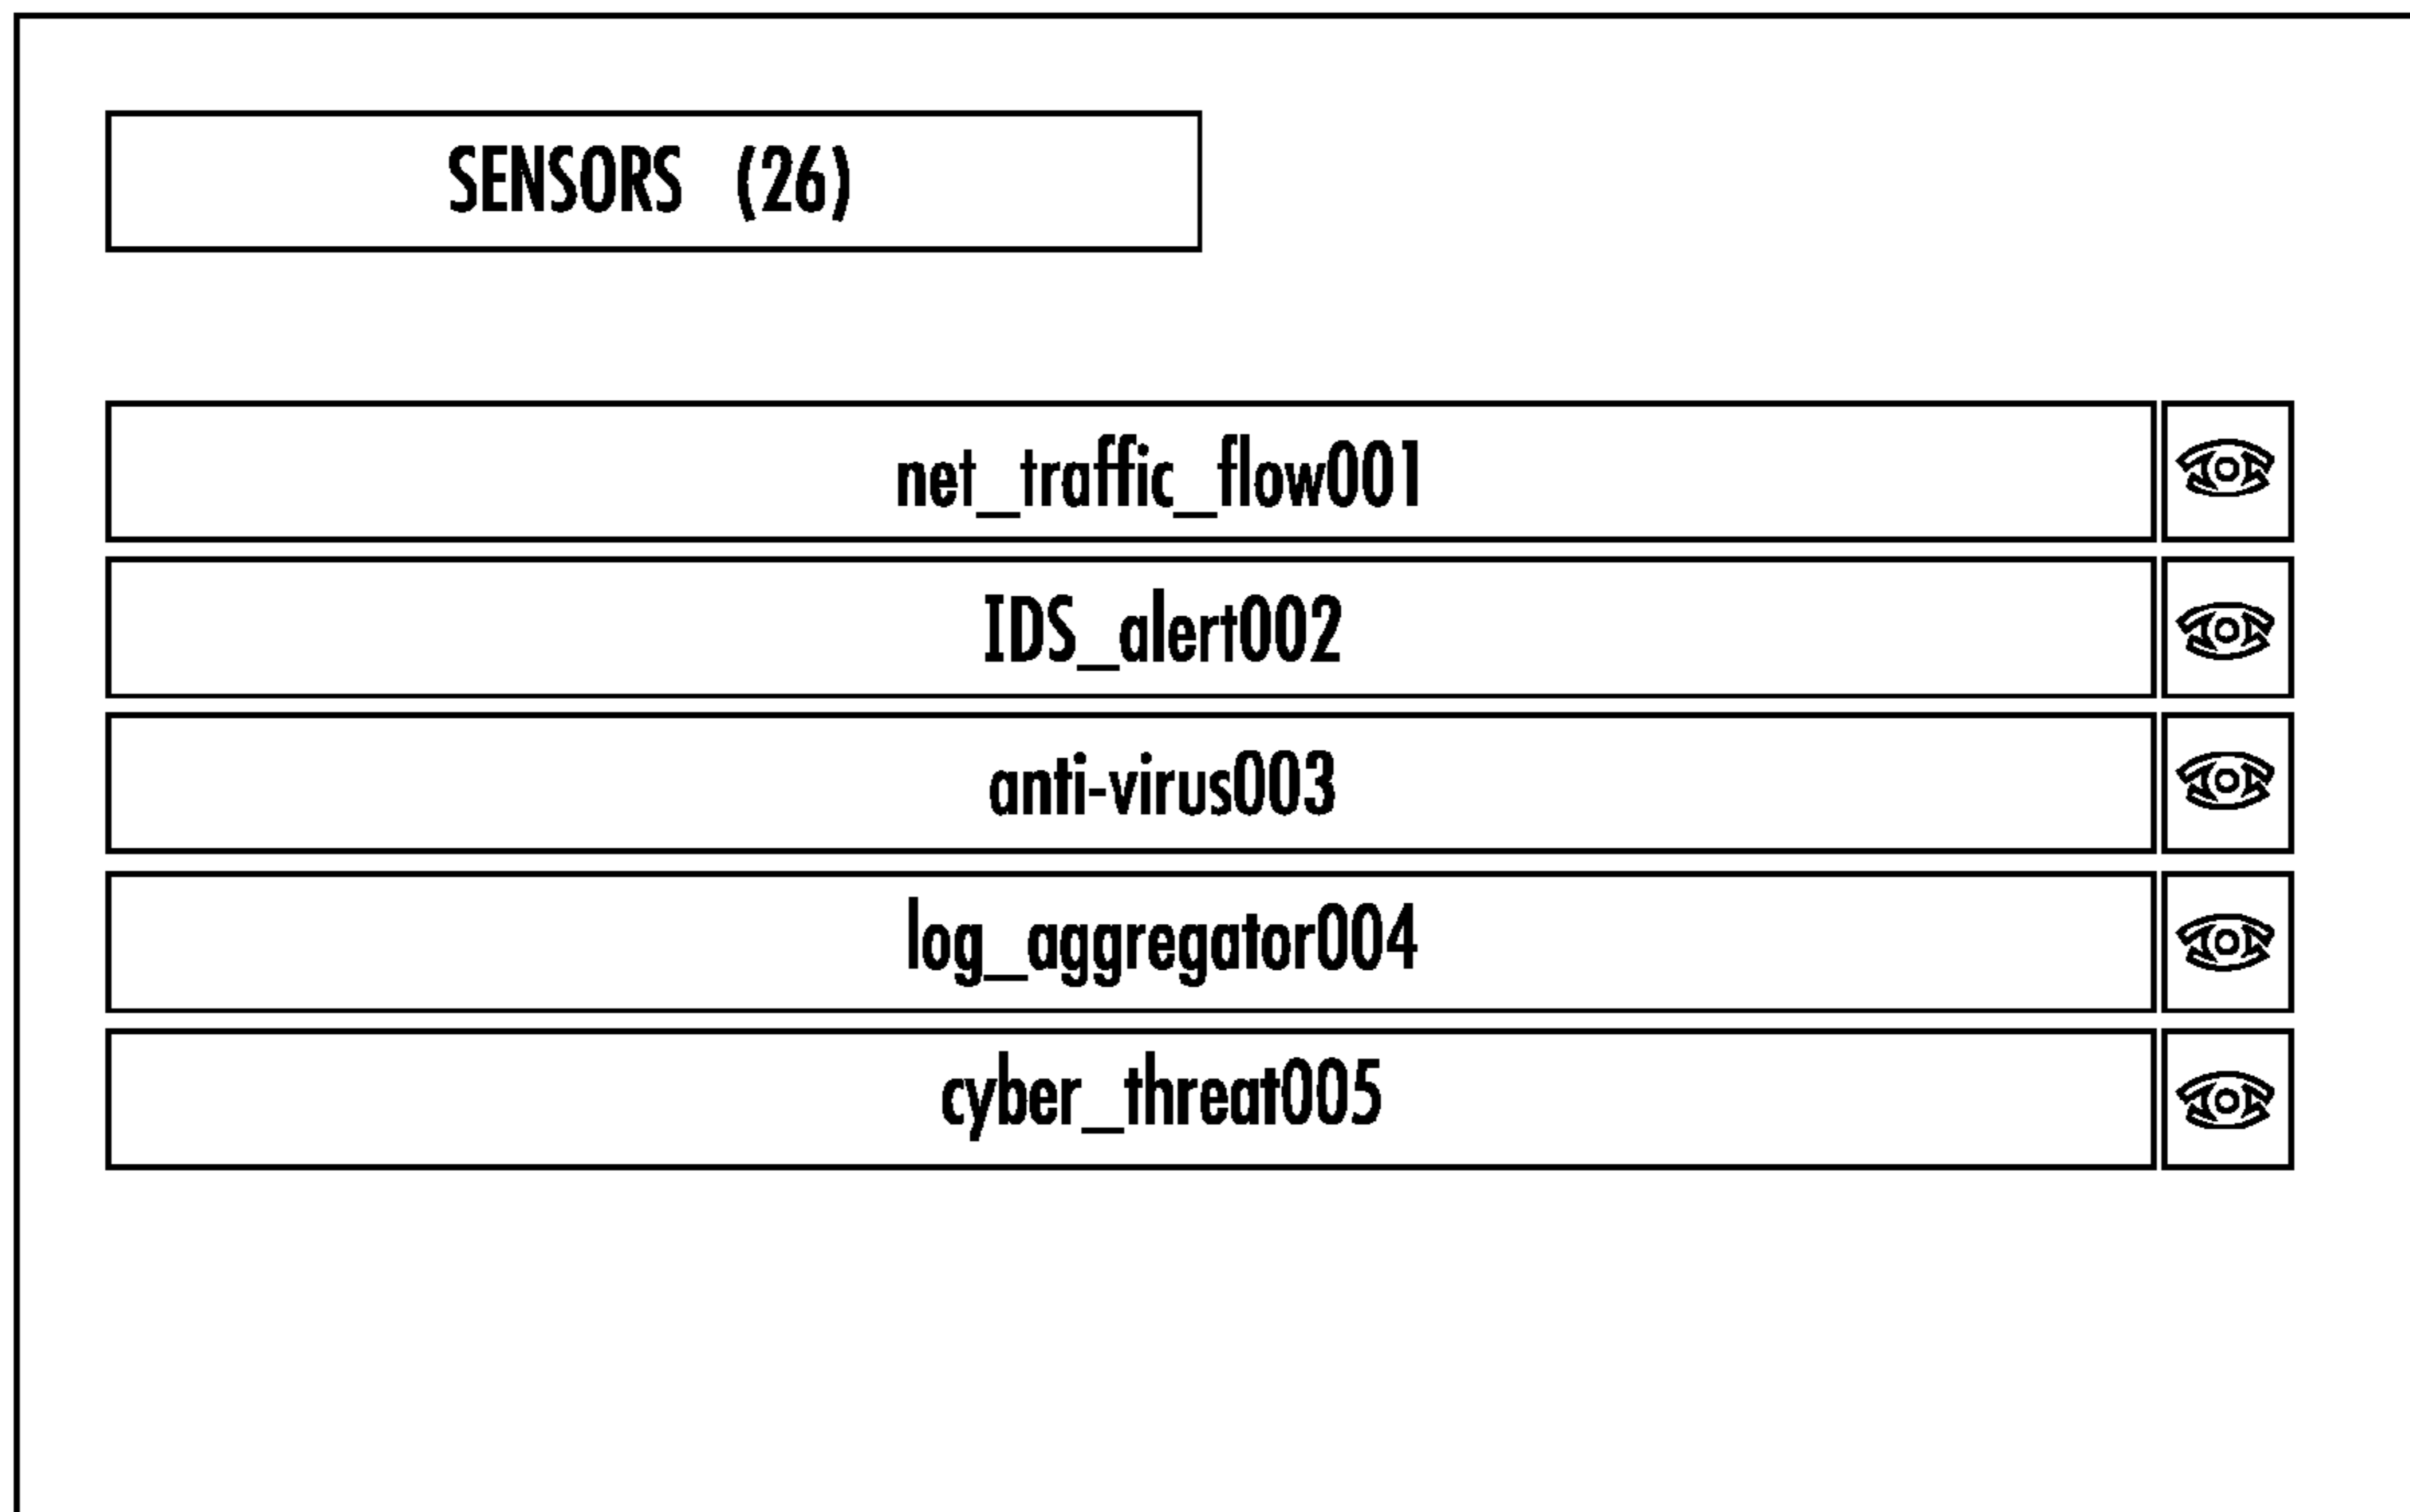 SENSORS (26)
net_traffic_flow001
IDS_alert002
anti-virus003
log_aggregator004
cyber_threat005